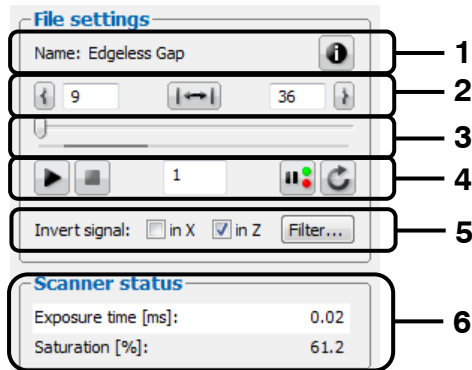 File settings
Name: Edgeless Gap
1
9 36
2
3
1
4
Invert signal: in X in Z Filter...
5
Scanner status
Exposure time [ms]: 0.02
Saturation [%]: 61.2
6